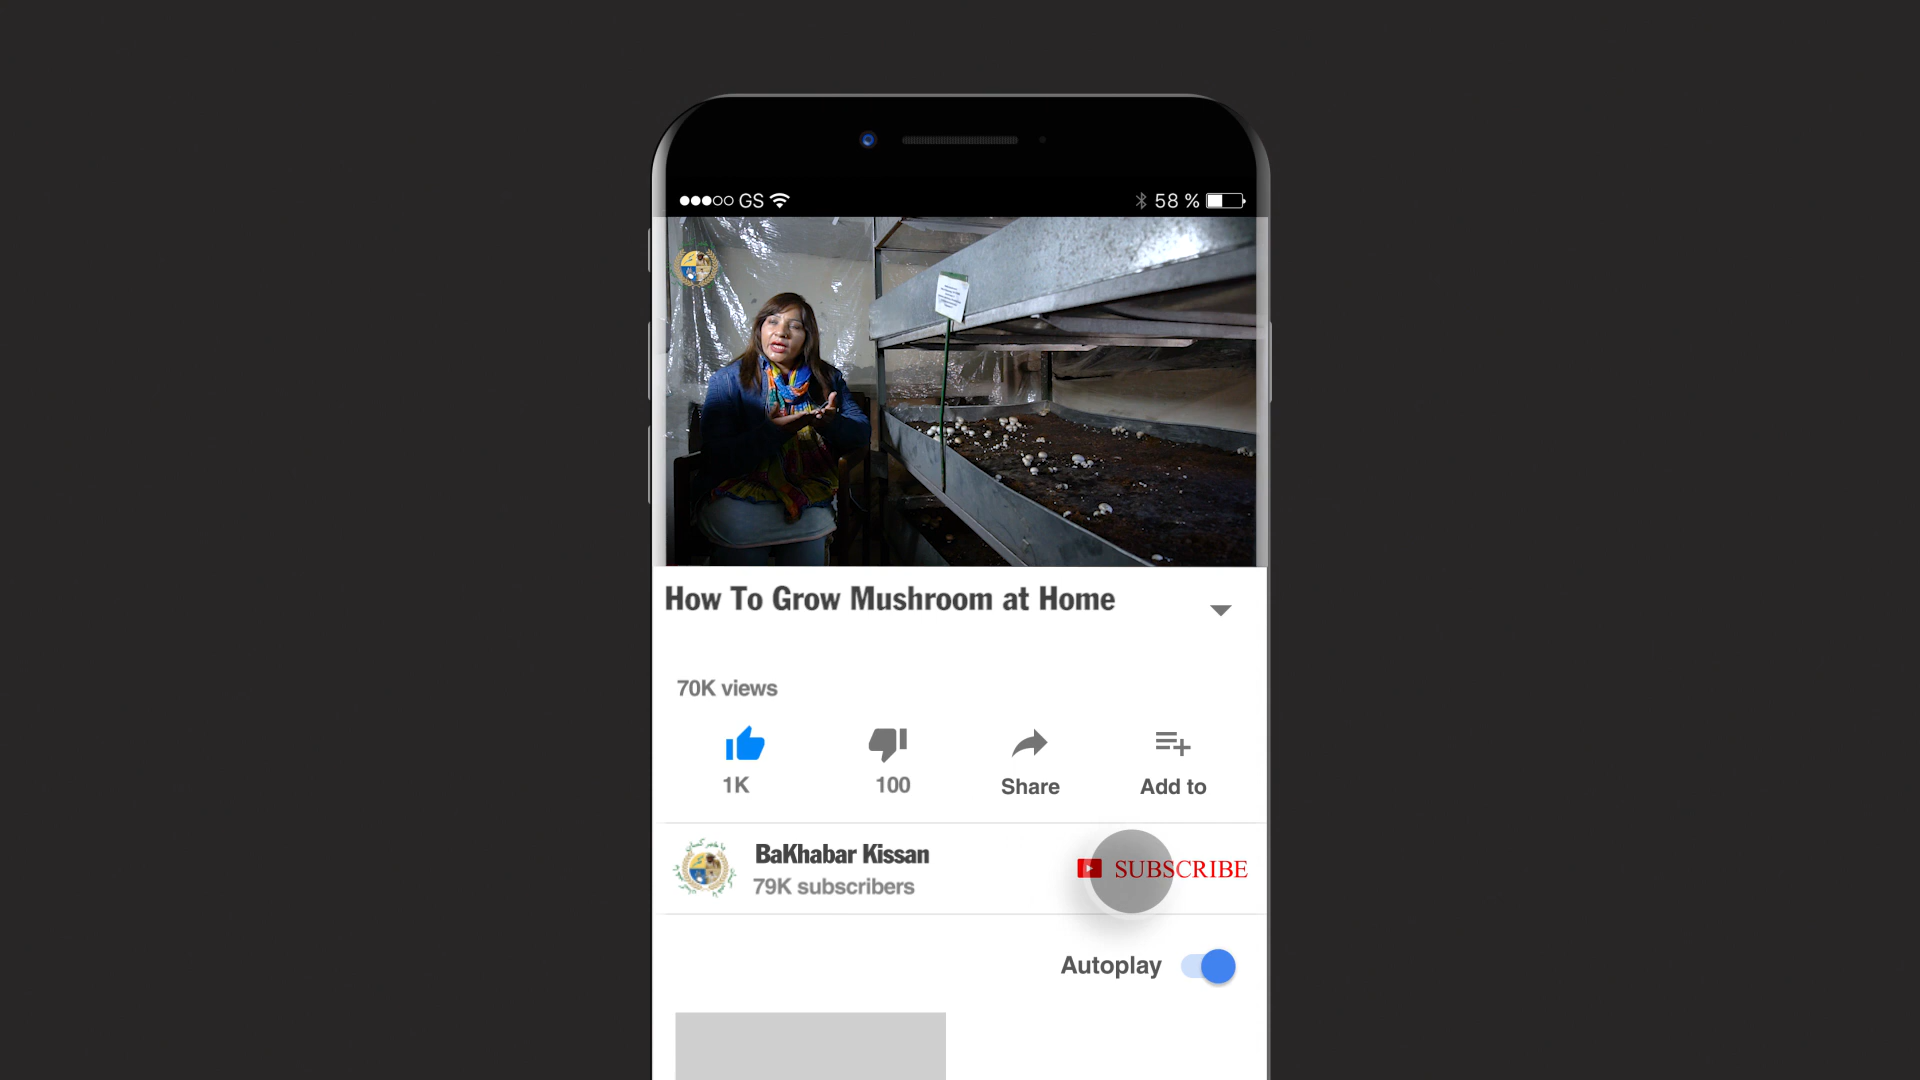 GS
58 %
How To Grow Mushroom at Home
70K views
1K
100
Share
Add to
BaKhabar Kissan
79K subscribers
SUBSCRIBE
Autoplay